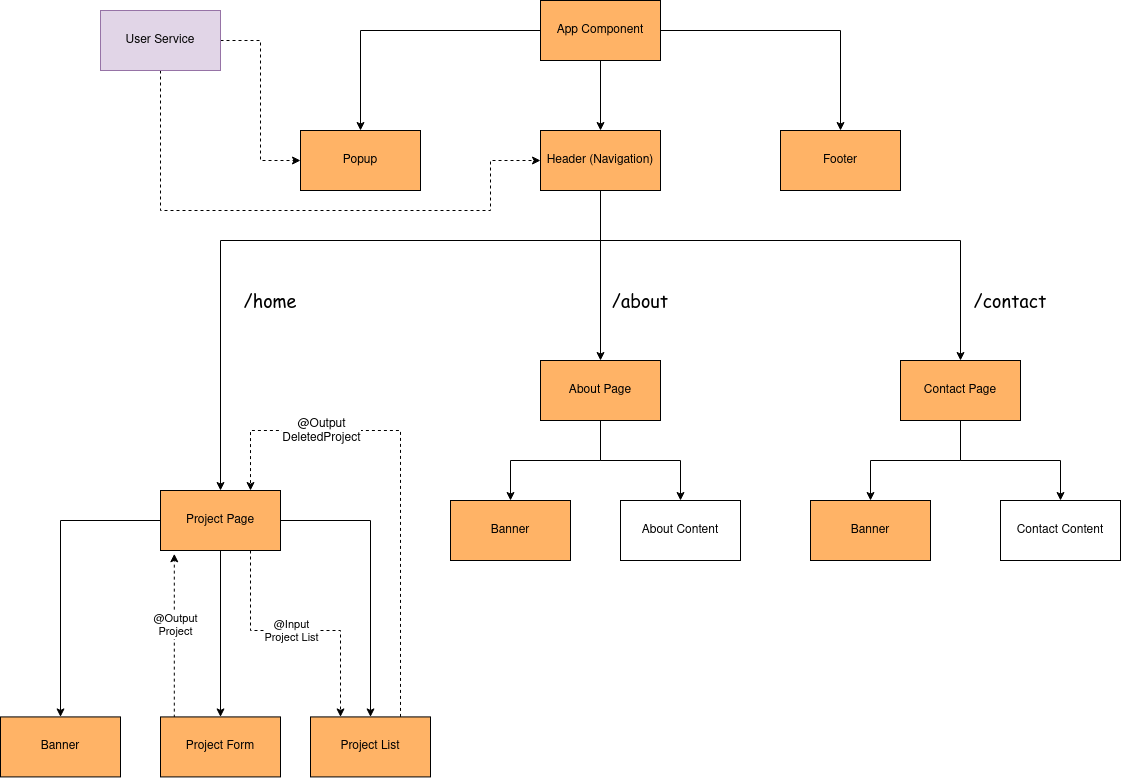 App Component
User Service
Popup
Header (Navigation)
Footer
/home
/about
/contact
About Page
Contact Page
@Output
DeletedProject
Project Page
Banner
About Content
Banner
Contact Content
@Output
Project
@Input
Project List
Banner
Project Form
Project List